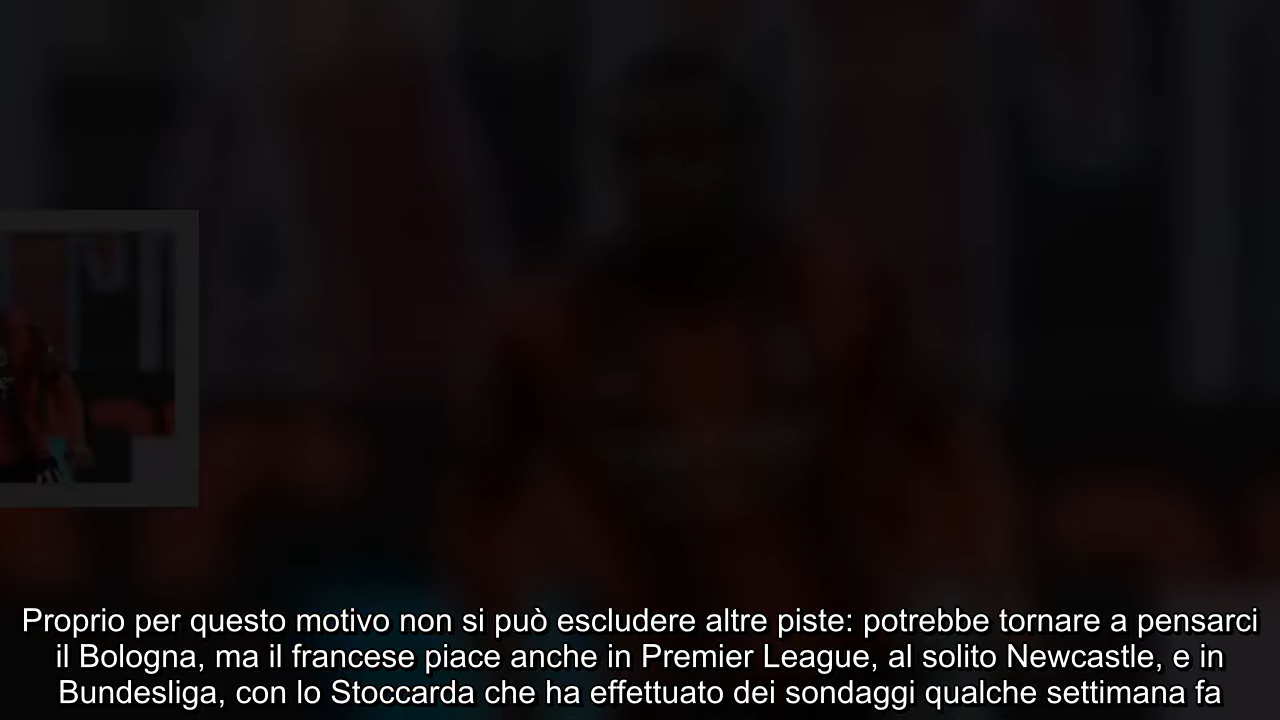 Proprio per questo motivo non si può escludere altre piste: potrebbe tornare a pensarci
il Bologna, ma il francese piace anche in Premier League, al solito Newcastle, e in
Bundesliga, con lo Stoccarda che ha effettuato dei sondaggi qualche settimana fa